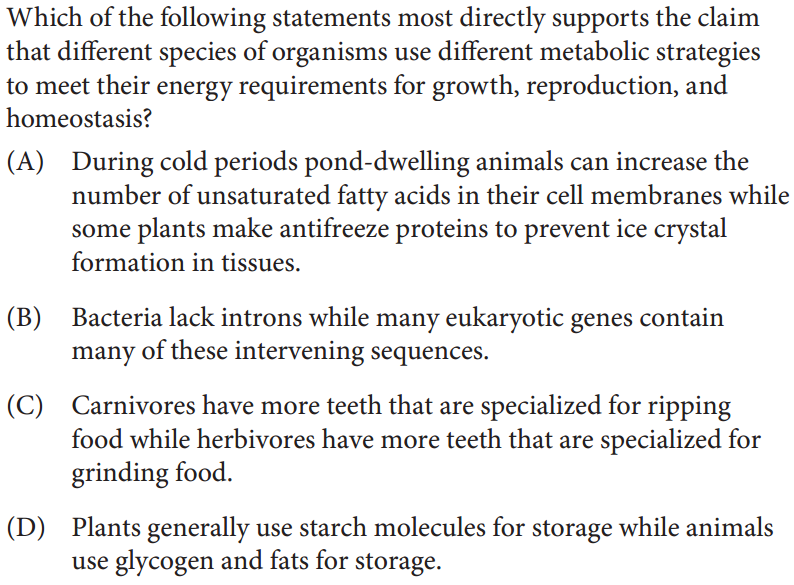 Which of the following statements most directly supports the claim
that different species of organisms use different metabolic strategies
to meet their energy requirements for growth, reproduction, and
homeostasis?
(A) During cold periods pond-dwelling animals can increase the
number of unsaturated fatty acids in their cell membranes while
some plants make antifreeze proteins to prevent ice crystal
formation in tissues.
(B) Bacteria lack introns while many eukaryotic genes contain
many of these intervening sequences.
(C) Carnivores have more teeth that are specialized for ripping
food while herbivores have more teeth that are specialized for
grinding food.
(D) Plants generally use starch molecules for storage while animals
use glycogen and fats for storage.